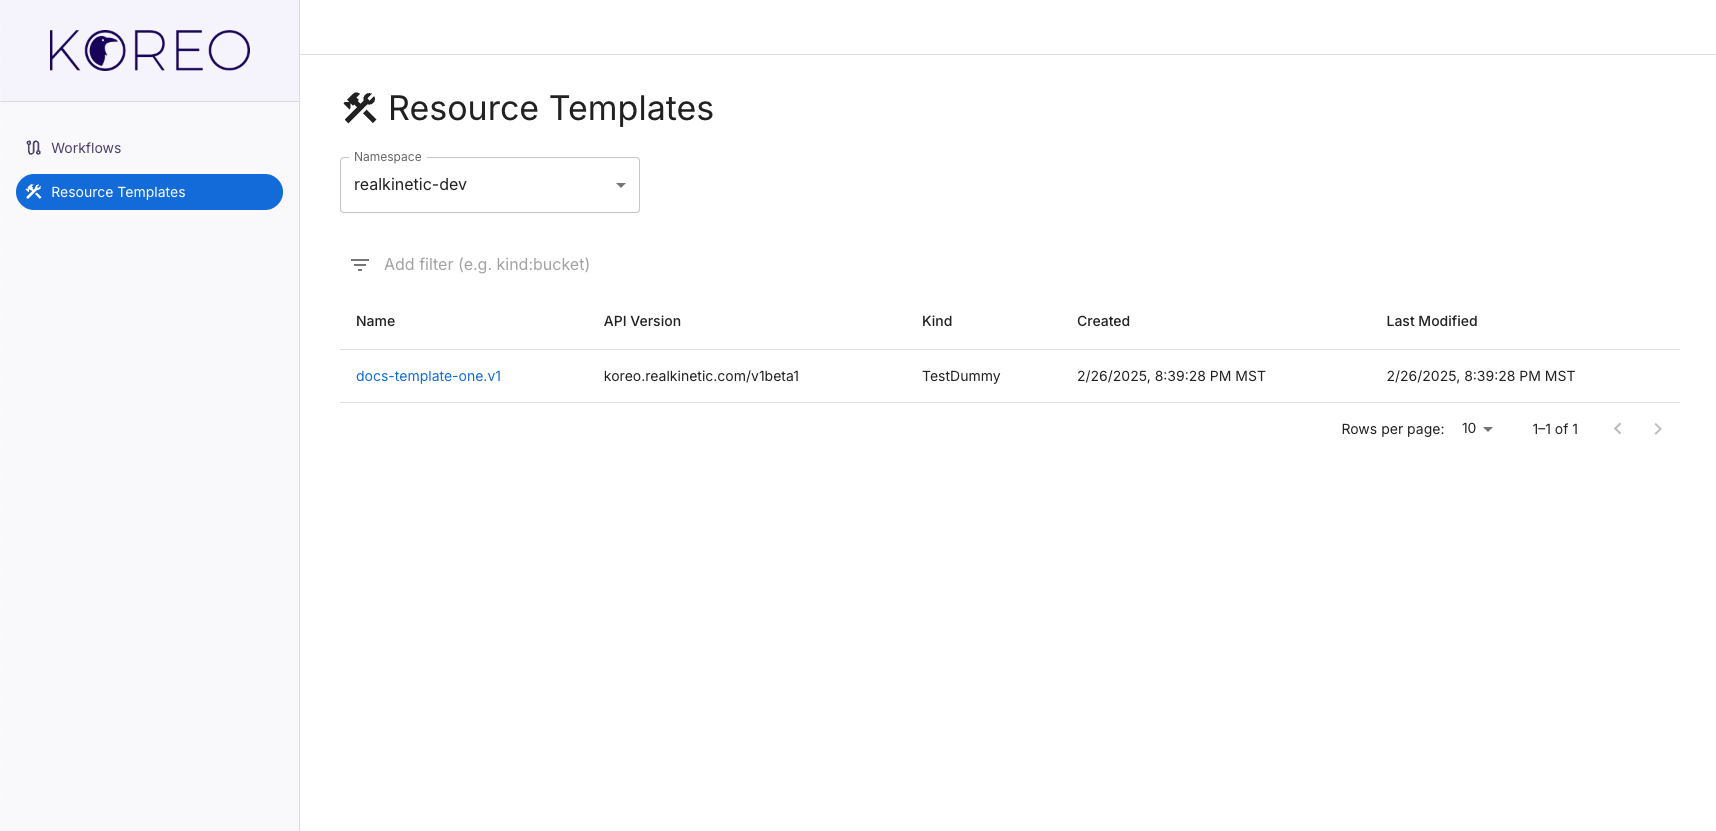 KOREO
Workflows
Resource Templates
Resource Templates
Namespace
realkinetic-dev
Add filter (e.g. kind:bucket)
Name API Version Kind Created Last Modified
docs-template-one.v1 koreo.realkinetic.com/v1beta1 TestDummy 2/26/2025, 8:39:28 PM MST 2/26/2025, 8:39:28 PM MST
Rows per page: 10 1–1 of 1